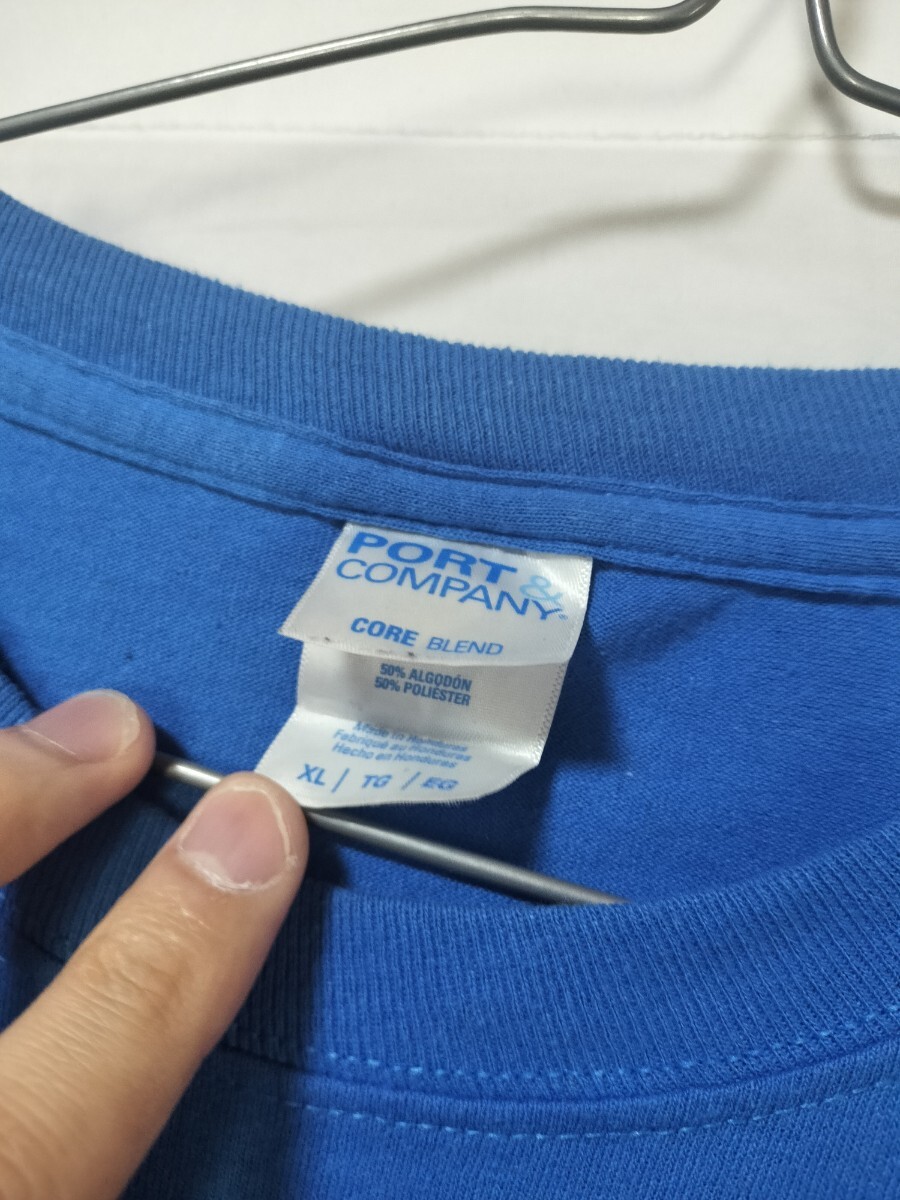 PORT &
COMPANY®
CORE BLEND
50% ALGODÓN
50% POLIÉSTER
Made in Honduras
Fabriqué au Honduras
Hecho en Honduras
XL / TG / EG